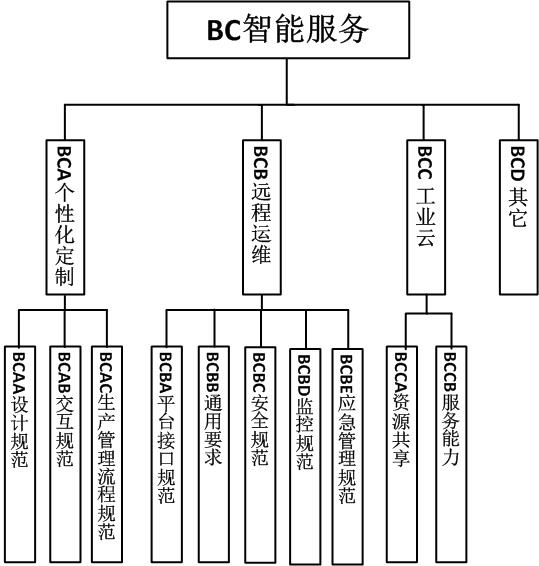 BC智能服务
BCA个性化定制
BCB远程运维
BCC 工业云
BCD 其它
BCAA设计规范
BCAB交互规范
BCAC生产管理流程规范
BCBA平台接口规范
BCBB通用要求
BCBC安全规范
BCBD监控规范
BCBE应急管理规范
BCCA资源共享
BCCB服务能力